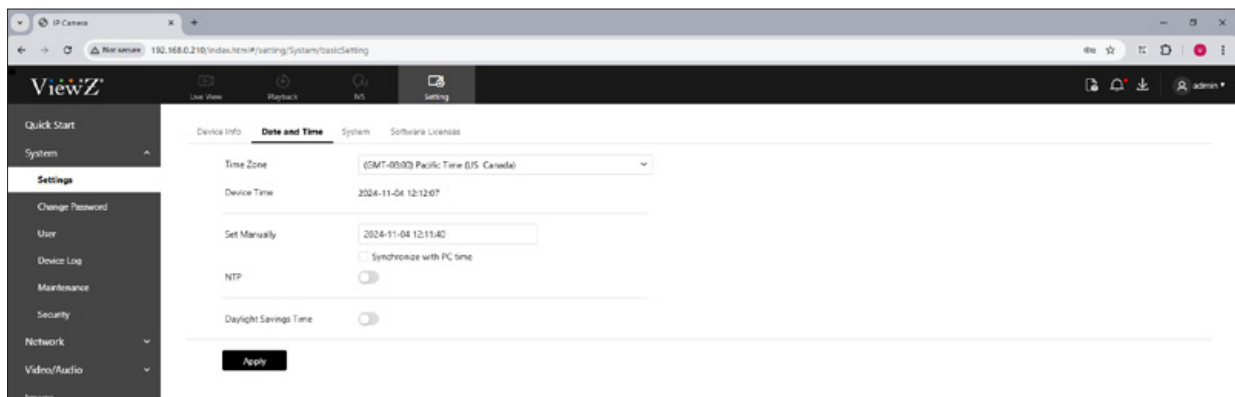 IP Camera
Not secure 192.168.0.210/index.html#/setting/System/basicSetting
ViewZ
Live View Playback IVS Setting
admin
Quick Start
Device Info Date and Time System Software Licenses
System
Time Zone (GMT-08:00) Pacific Time (US Canada)
Settings
Device Time 2024-11-04 12:12:07
Change Password
User
Set Manually 2024-11-04 12:11:40
Synchronize with PC time
Device Log
NTP
Maintenance
Security
Daylight Savings Time
Network
Apply
Video/Audio
Image